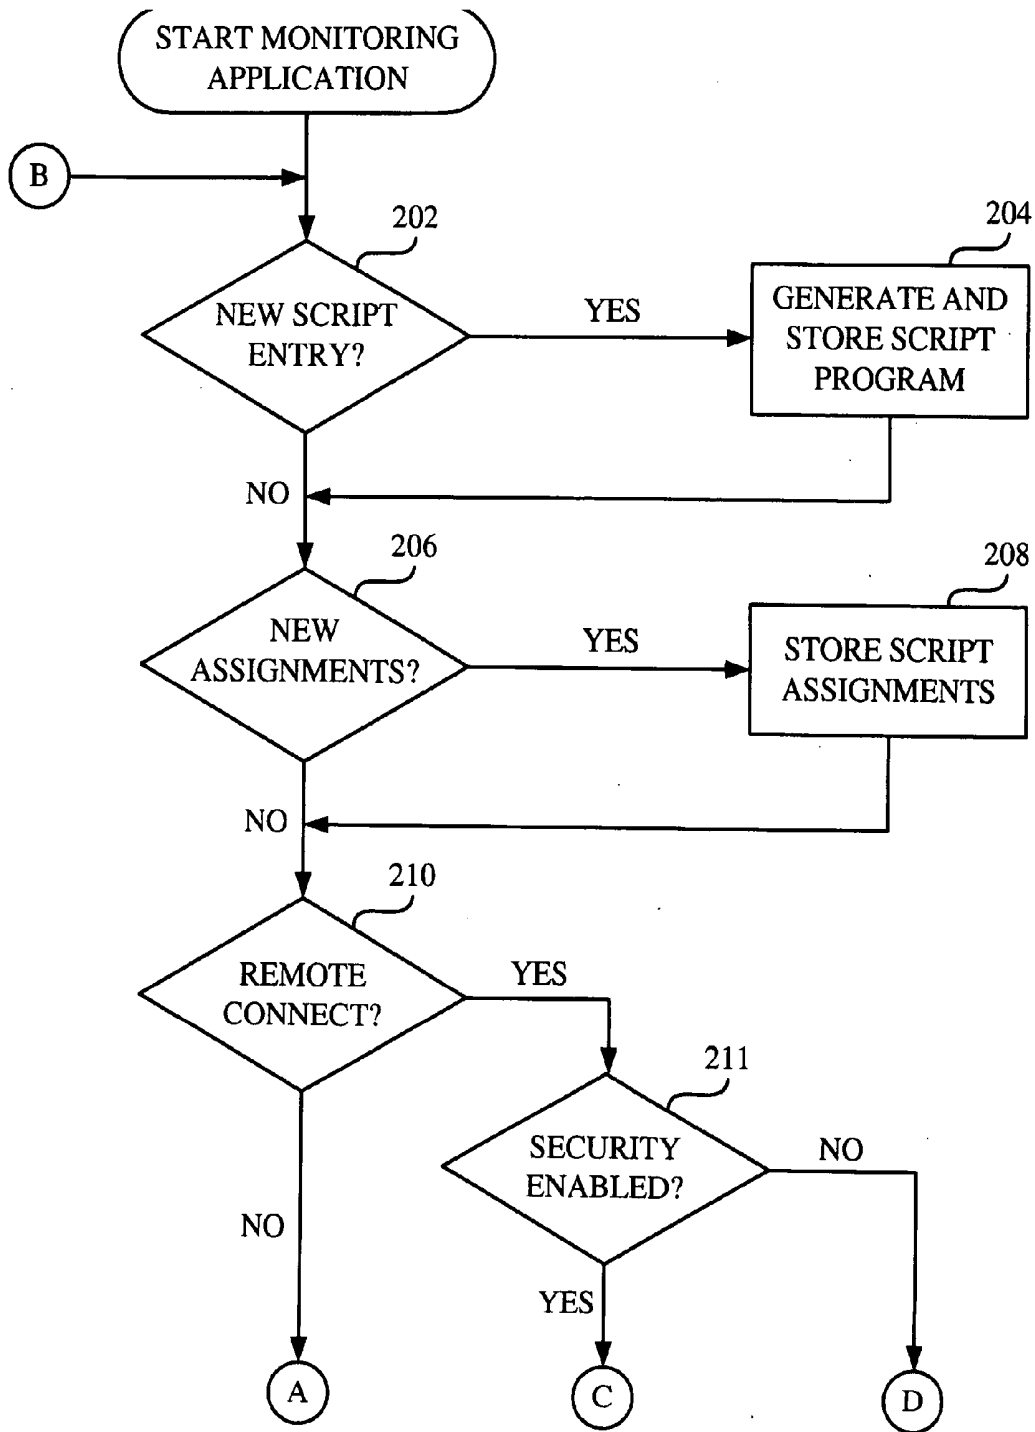 START MONITORING
APPLICATION
B
202
204
NEW SCRIPT
ENTRY?
YES
GENERATE AND
STORE SCRIPT
PROGRAM
NO
206
208
NEW
ASSIGNMENTS?
YES
STORE SCRIPT
ASSIGNMENTS
NO
210
REMOTE
CONNECT?
YES
211
SECURITY
ENABLED?
NO
NO
YES
A
C
D